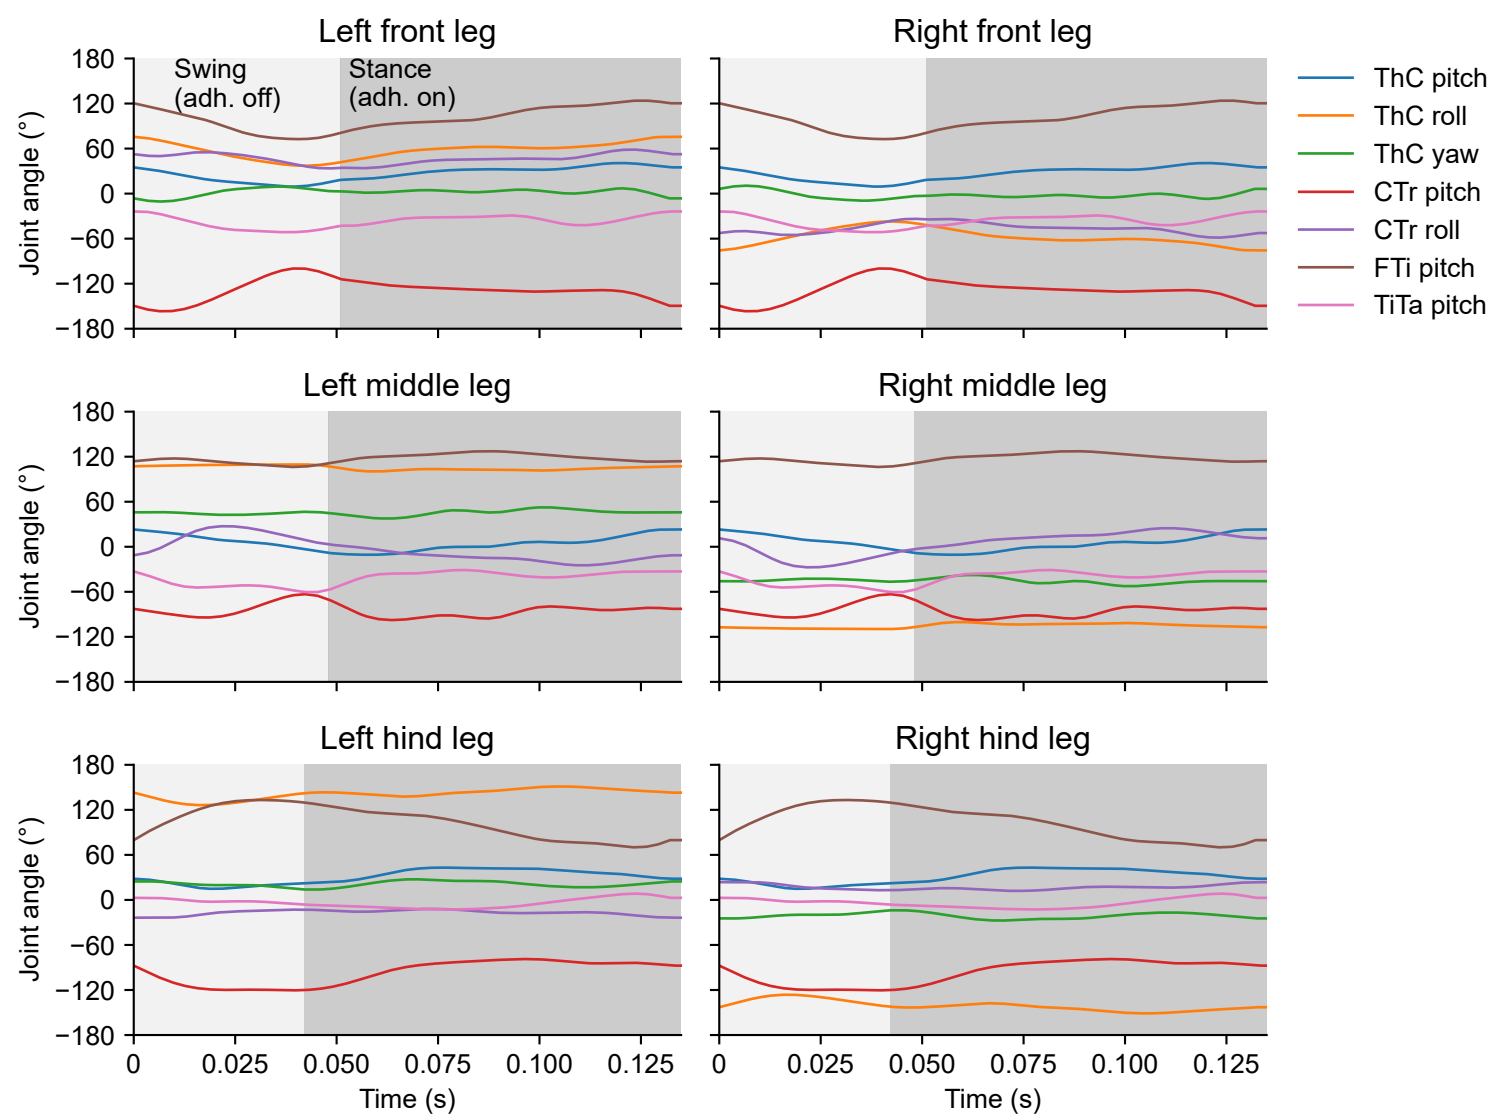 Left front leg
Right front leg
180
120
60
0
−60
−120
−180
Joint angle (°)
Swing
(adh. off)
Stance
(adh. on)
ThC pitch
ThC roll
ThC yaw
CTr pitch
CTr roll
FTi pitch
TiTa pitch
Left middle leg
Right middle leg
180
120
60
0
−60
−120
−180
Joint angle (°)
Left hind leg
Right hind leg
180
120
60
0
−60
−120
−180
Joint angle (°)
0 0.025 0.050 0.100 0.125
0 0.025 0.050 0.100 0.125
Time (s)
Time (s)